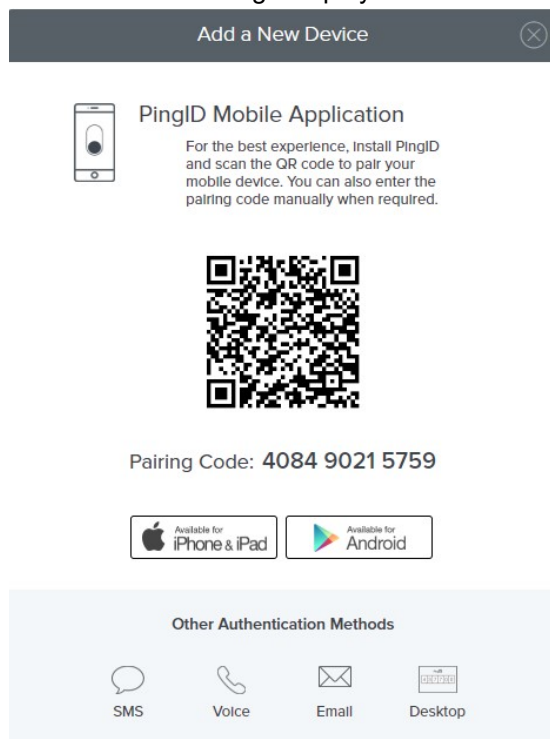 Add a New Device
PingID Mobile Application
For the best experience, install PingID
and scan the QR code to pair your
mobile device. You can also enter the
pairing code manually when required.
Pairing Code: 4084 9021 5759
Available for
iPhone & iPad
Available for
Android
Other Authentication Methods
SMS
Voice
Email
Desktop